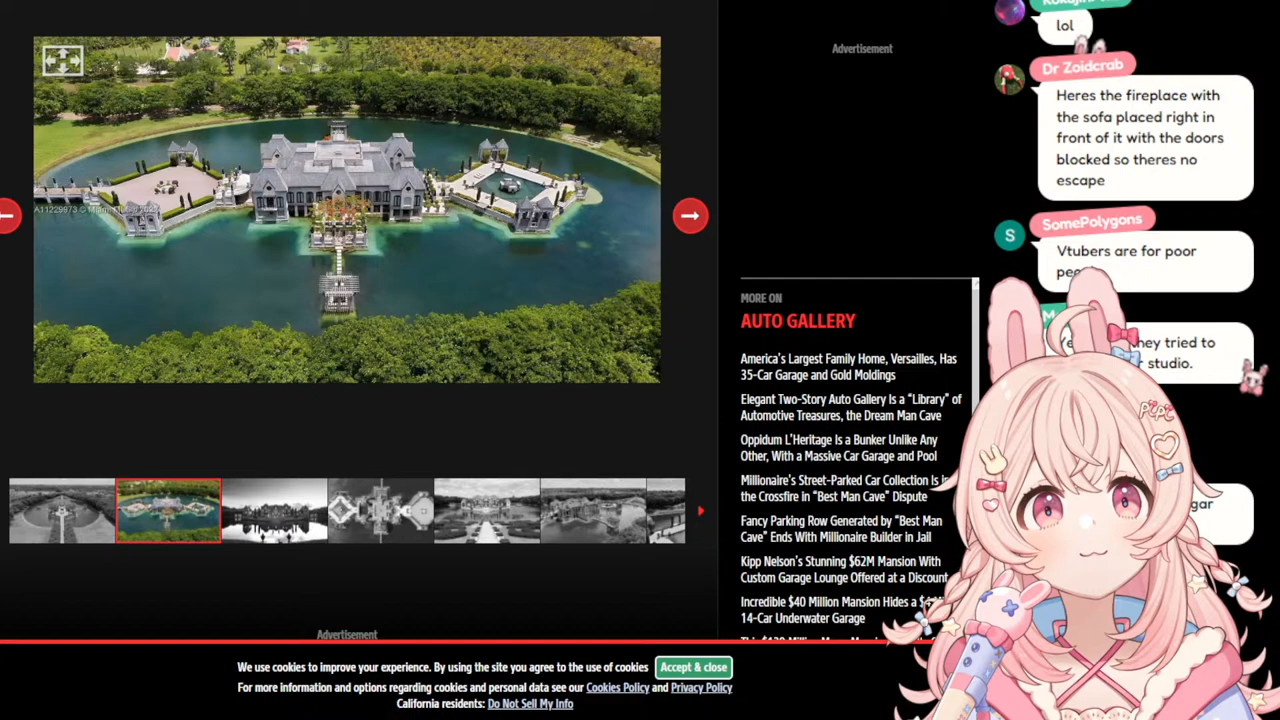 Advertisement
A11229973 © Miami
MORE ON
AUTO GALLERY
America's Largest Family Home, Versailles, Has
35-Car Garage and Gold Moldings
Elegant Two-Story Auto Gallery Is a “Library” of
Automotive Treasures, the Dream Man Cave
Oppidum L'Heritage Is a Bunker Unlike Any
Other, With a Massive Car Garage and Pool
Millionaire's Street-Parked Car Collection Is in
the Crossfire in “Best Man Cave” Dispute
Fancy Parking Row Generated by “Best Man
Cave” Ends With Millionaire Builder in Jail
Kipp Nelson's Stunning $62M Mansion With
Custom Garage Lounge Offered at a Discount
Incredible $40 Million Mansion Hides a
14-Car Underwater Garage
Advertisement
We use cookies to improve your experience. By using the site you agree to the use of cookies
Accept & close
For more information and options regarding cookies and personal data see our Cookies Policy and Privacy Policy
California residents: Do Not Sell My Info
lol
Dr Zoidcrab
Heres the fireplace with
the sofa placed right in
front of it with the doors
blocked so theres no
escape
S
SomePolygons
Vtubers are for poor
they tried to
studio.
PiPi